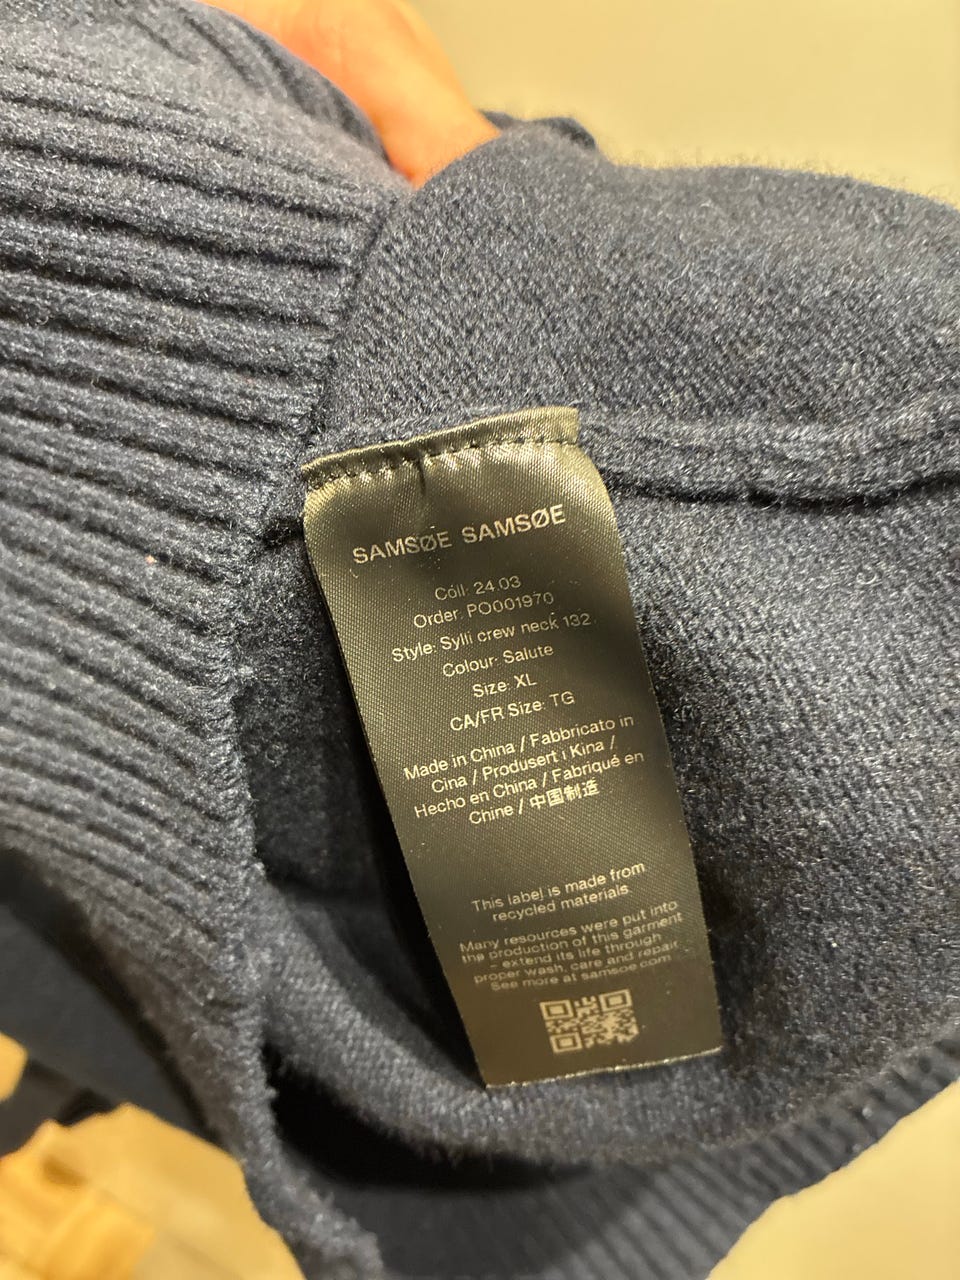 SAMSØE SAMSØE
Coll: 24.03
Order: PO001970
Style: Sylli crew neck 132
Colour: Salute
Size: XL
CA/FR Size: TG
Made in China / Fabbricato in
Cina / Produsert i Kina /
Hecho en China / Fabriqué en
Chine / 中国制造
This label is made from
recycled materials
Many resources were put into
the production of this garment
- extend its life through
proper wash, care and repair.
See more at samsoe.com